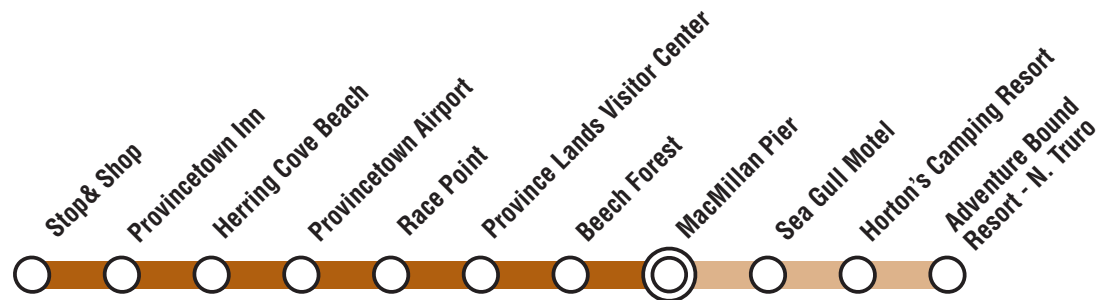 Stop& Shop
Provincetown Inn
Herring Cove Beach
Provincetown Airport
Race Point
Province Lands Visitor Center
Beech Forest
MacMillan Pier
Sea Gull Motel
Horton's Camping Resort
Adventure Bound
Resort - N. Truro